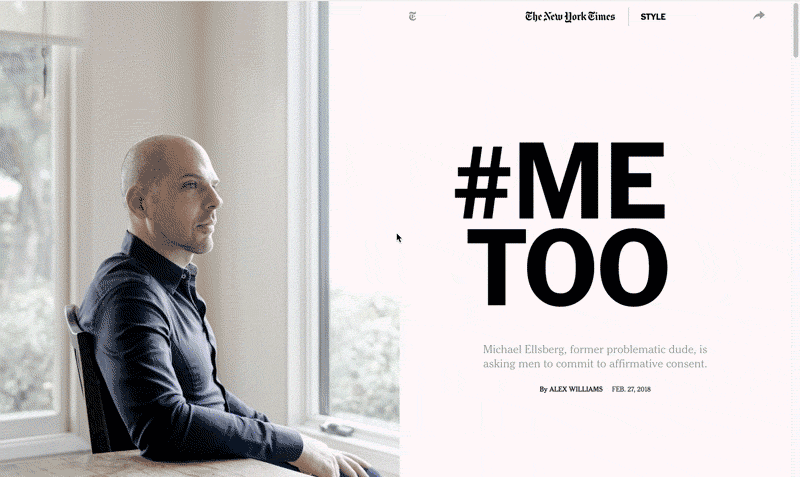 T
The New York Times
STYLE
#ME
TOO
Michael Ellsberg, former problematic dude, is
asking men to commit to affirmative consent.
By ALEX WILLIAMS FEB. 27, 2018